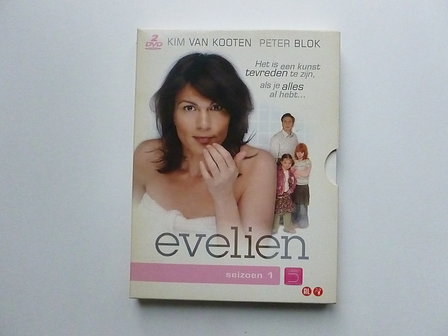 2
DVD
KIM VAN KOOTEN PETER BLOK
Het is een kunst
tevreden te zijn,
als je alles
al hebt...
evelien
seizoen 1